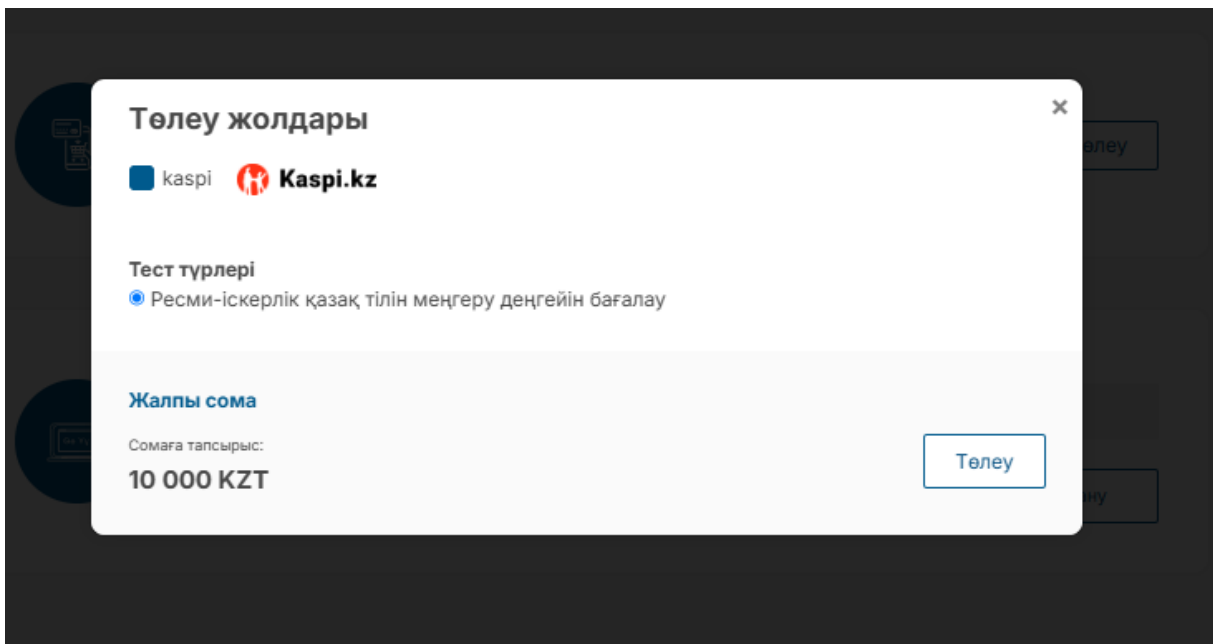 Төлеу жолдары
×
kaspi Kaspi.kz
Тест түрлері
Ресми-іскерлік қазақ тілін меңгеру деңгейін бағалау
Жалпы сома
Сомаға тапсырыс:
10 000 KZT
Төлеу